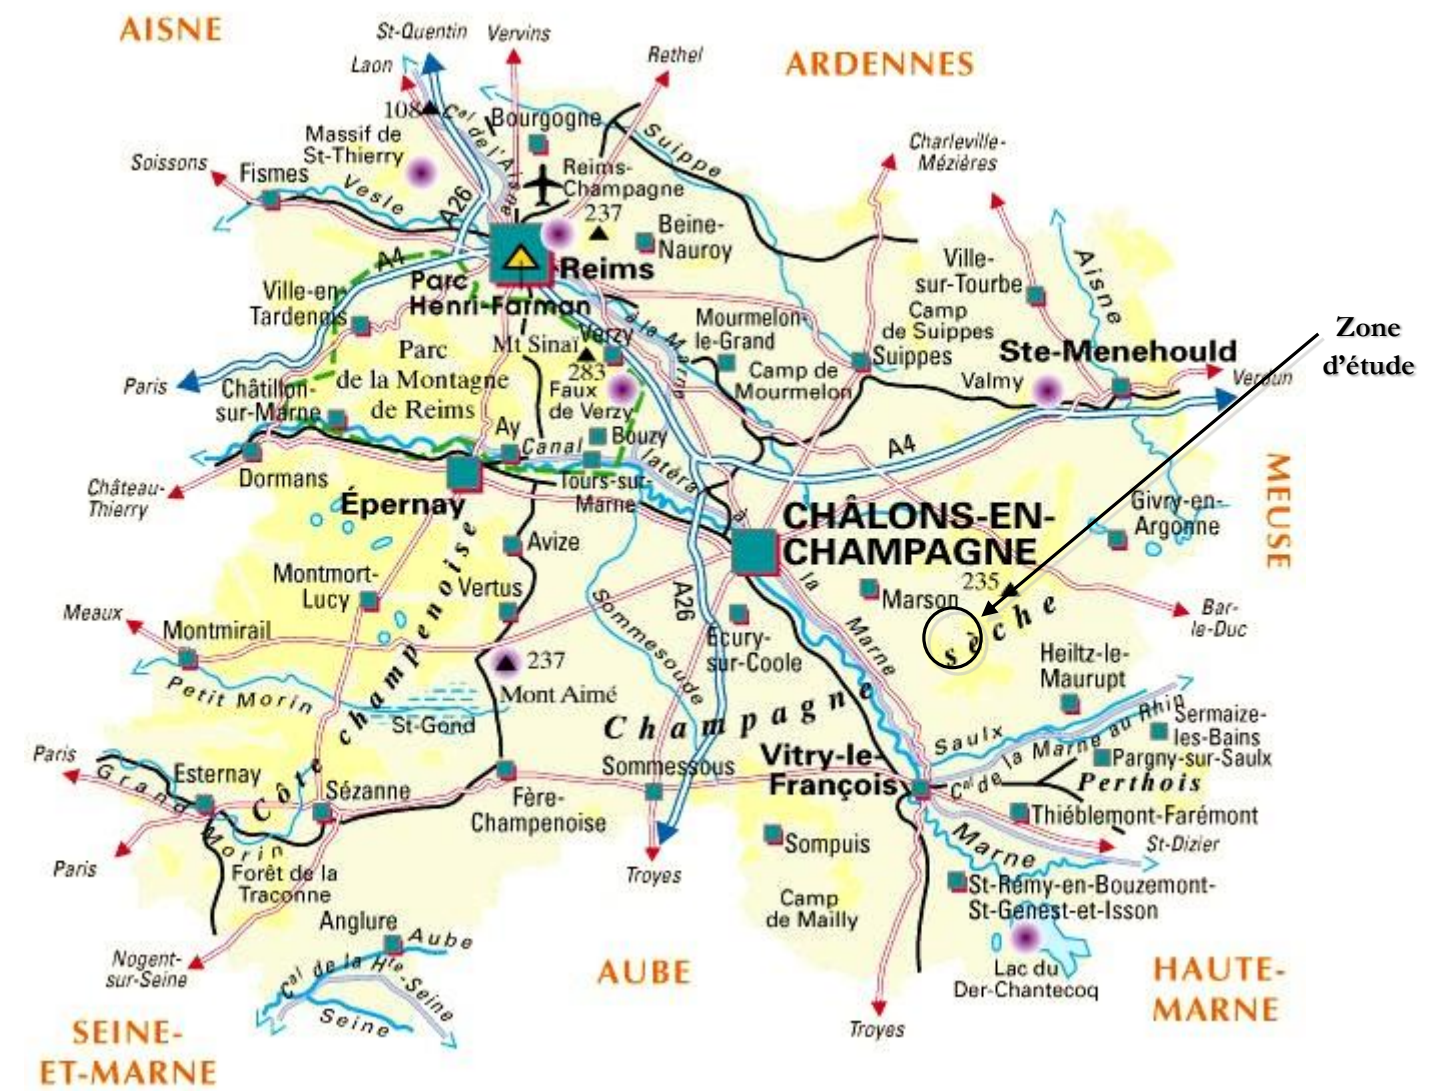 AISNE
St-Quentin
Vervins
Laon
Rethel
ARDENNES
108
Cal de l'Aisne
Bourgogne
Suippe
Massif de
St-Thierry
Charleville-
Mézières
Soissons
Fismes
Vesle
A26
Reims-
Champagne
237
Beine-
Nauroy
Reims
A4
Parc
Henri-Farman
Ville-
sur-Tourbe
Aisne
Ville-en-
Tardenois
à la Marne
Mourmelon-
le-Grand
Camp
de Suippes
Zone
d'étude
Mt Sinaï
Verzy
283
Parc
de la Montagne
de Reims
Suippes
Ste-Menehould
Camp de
Mourmelon
Valmy
Verdun
Paris
Châtillon-
sur-Marne
Faux
de Verzy
Ay
Canal
Bouzy
latéral à la Marne
A4
Dormans
Tours-sur-
Marne
MEUSE
Château-
Thierry
Épernay
Givry-en-
Argonne
CHÂLONS-EN-
CHAMPAGNE
Avize
Montmort-
Lucy
Vertus
A26
235
Marson
Meaux
Montmirail
Sommesoude
Écury-
sur-Coole
Marne
Bar-
le-Duc
237
Mont Aimé
Heiltz-le-
Maurupt
Petit Morin
St-Gond
Côte champenoise
Champagne sèche
Saulx
Cal de la Marne au Rhin
Sermaize-
les-Bains
Pargny-sur-Saulx
Perthois
Vitry-le-
François
Paris
Grand Morin
Esternay
Sézanne
Sommesous
Fère-
Champenoise
Thiéblemont-Farémont
Marne
St-Dizier
Sompuis
Paris
Forêt de la
Traconne
Troyes
Camp
de Mailly
St-Rémy-en-Bouzemont-
St-Genest-et-Isson
Anglure
Aube
Nogent-
sur-Seine
Cal de la Hte-Seine
Seine
AUBE
Lac du
Der-Chantecoq
HAUTE-
MARNE
Troyes
SEINE-
ET-MARNE